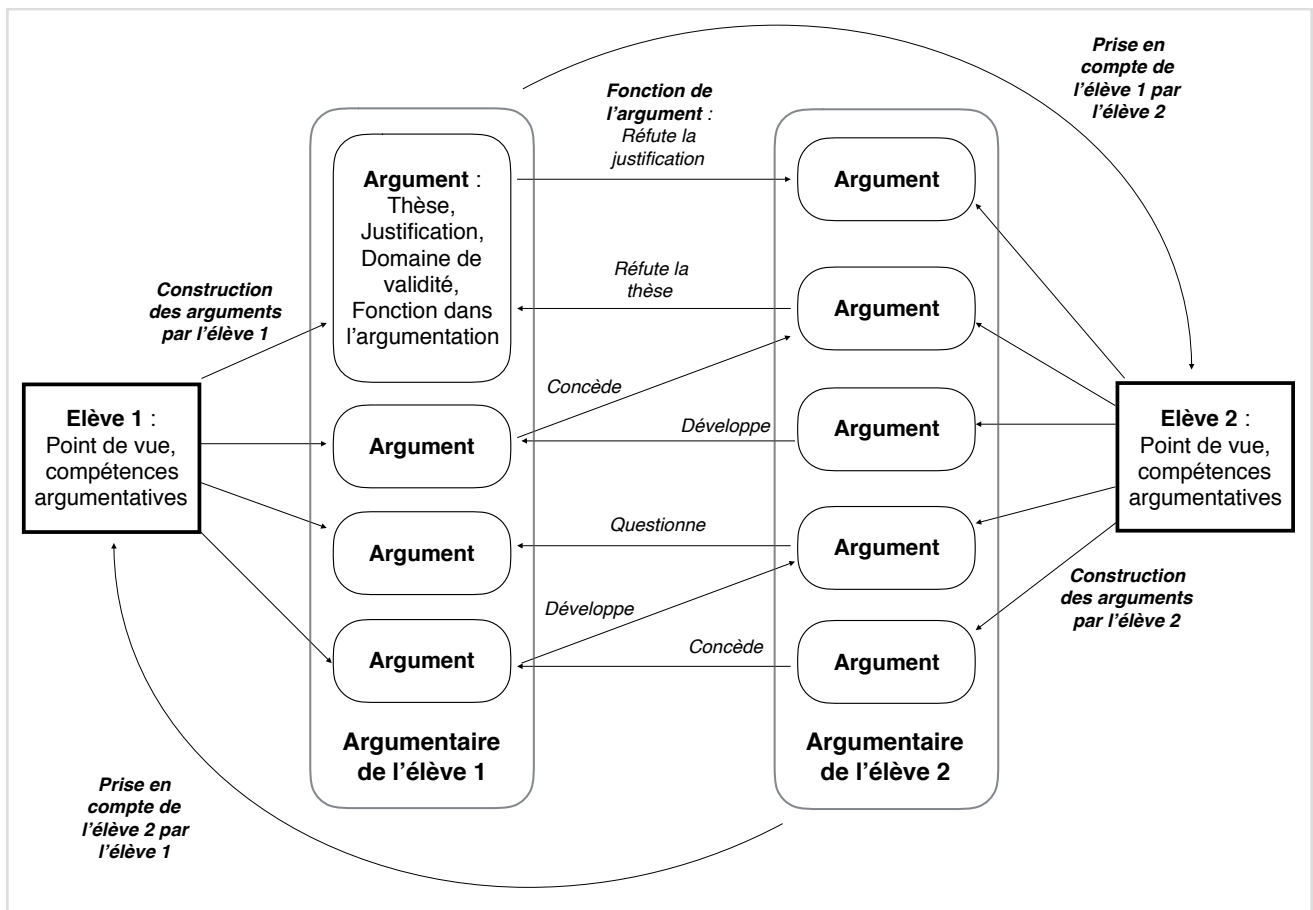 Prise en
compte de
l’élève 1 par
l’élève 2
Fonction de
l’argument :
Réfute la
justification
Argument :
Thèse,
Justification,
Domaine de
validité,
Fonction dans
l’argumentation
Argument
Réfute la
thèse
Argument
Construction
des arguments
par l’élève 1
Elève 1 :
Point de vue,
compétences
argumentatives
Concède
Argument
Développe
Argument
Elève 2 :
Point de vue,
compétences
argumentatives
Argument
Questionne
Argument
Développe
Construction
des arguments
par l’élève 2
Argument
Concède
Argument
Argumentaire
de l’élève 1
Argumentaire
de l’élève 2
Prise en
compte de
l’élève 2 par
l’élève 1